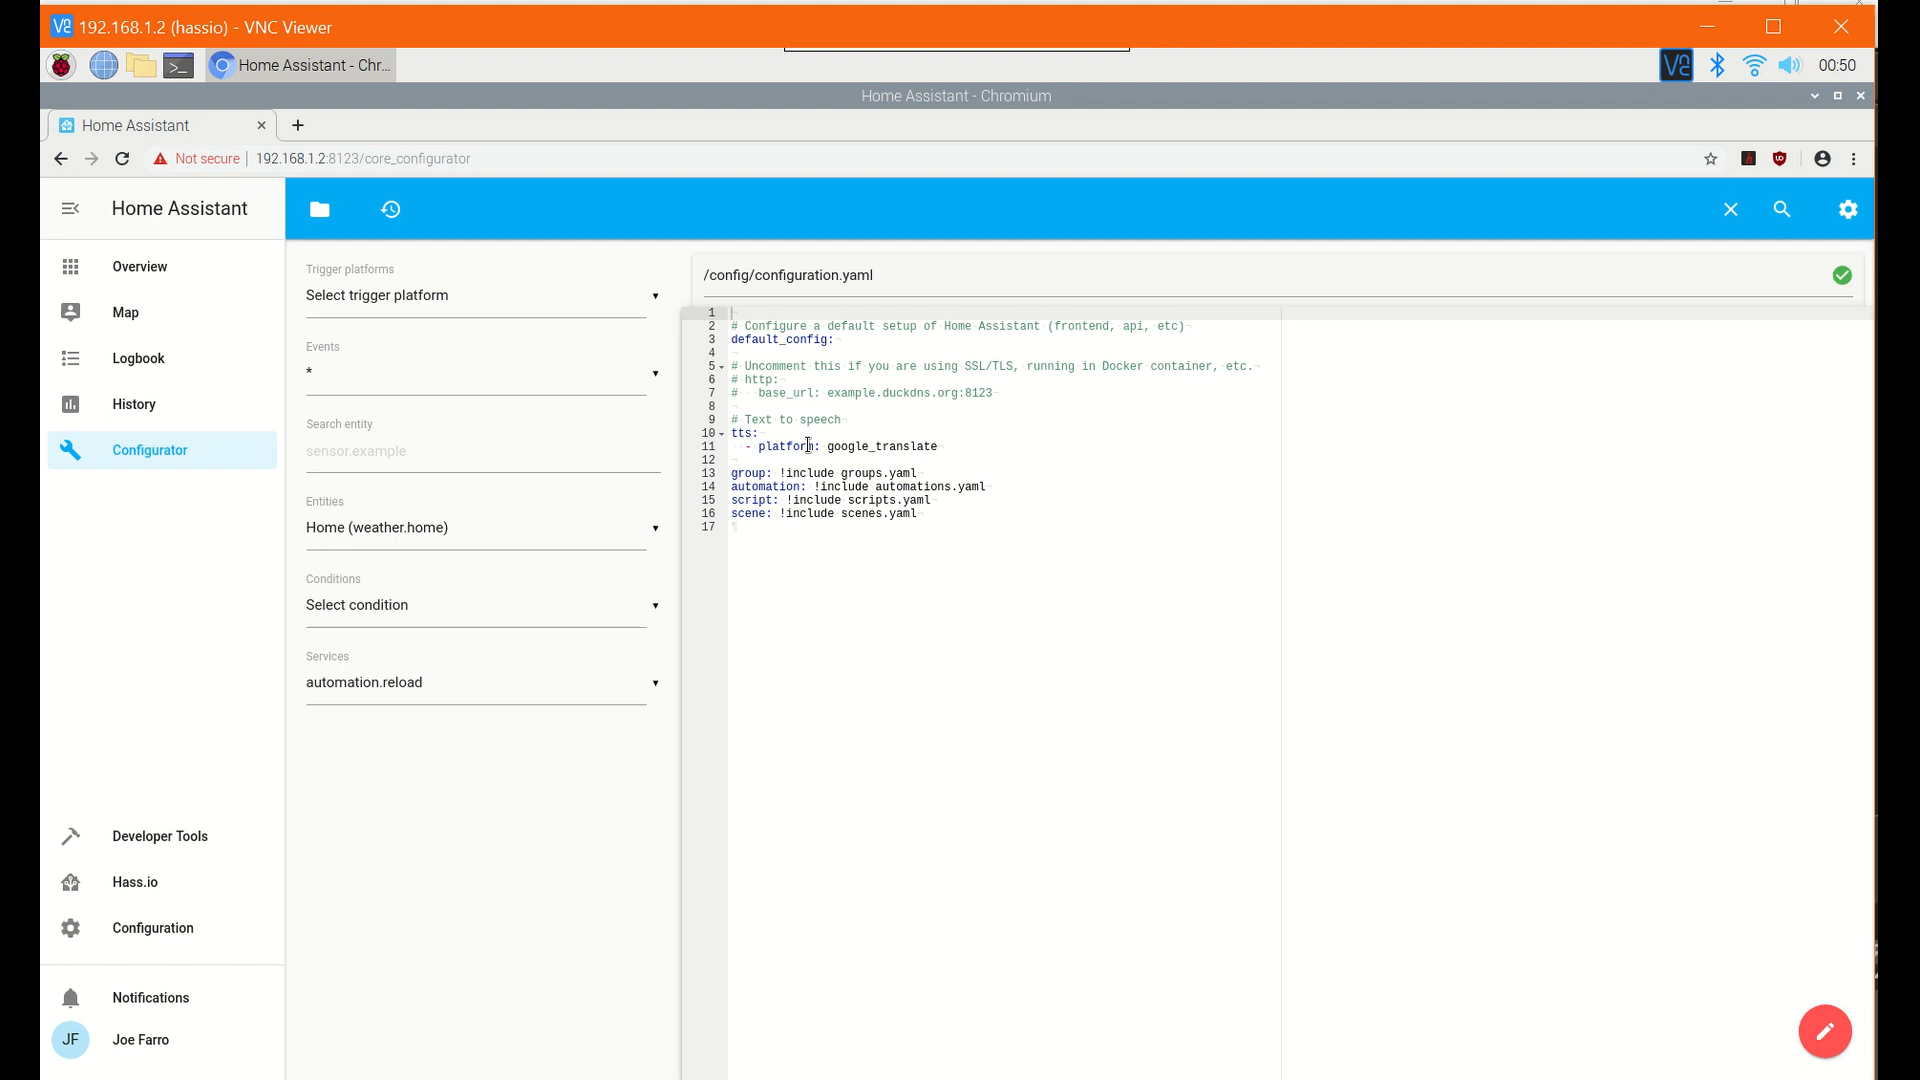 192.168.1.2 (hassio) - VNC Viewer
Home Assistant - Chr...
00:50
Home Assistant - Chromium
Home Assistant
Not secure
192.168.1.2:8123/core_configurator
Home Assistant
Overview
Map
Logbook
History
Configurator
Developer Tools
Hass.io
Configuration
Notifications
JF
Joe Farro
Trigger platforms
Select trigger platform
Events
*
Search entity
sensor.example
Entities
Home (weather.home)
Conditions
Select condition
Services
automation.reload
/config/configuration.yaml
1
2 # Configure a default setup of Home Assistant (frontend, api, etc)
3 default_config:
4
5 # Uncomment this if you are using SSL/TLS, running in Docker container, etc.
6 # http:
7 #   base_url: example.duckdns.org:8123
8
9 # Text to speech
10 tts:
11   - platform: google_translate
12
13 group: !include groups.yaml
14 automation: !include automations.yaml
15 script: !include scripts.yaml
16 scene: !include scenes.yaml
17